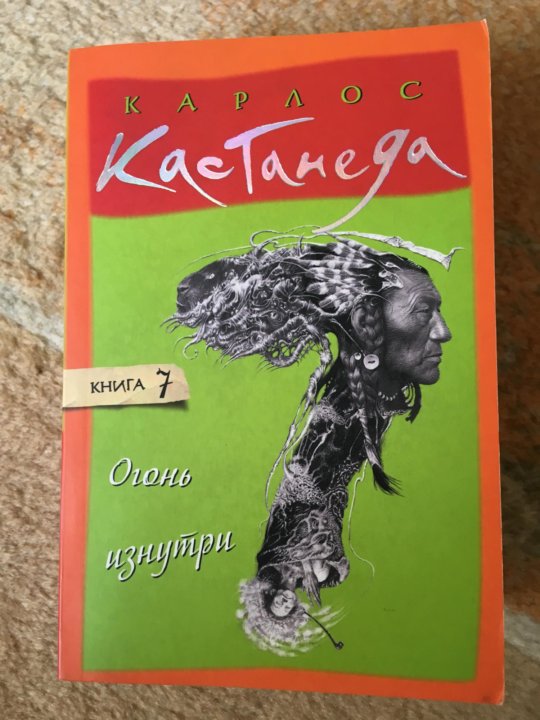 КАРЛОС
Кастанеда
КНИГА 7
Огонь
изнутри